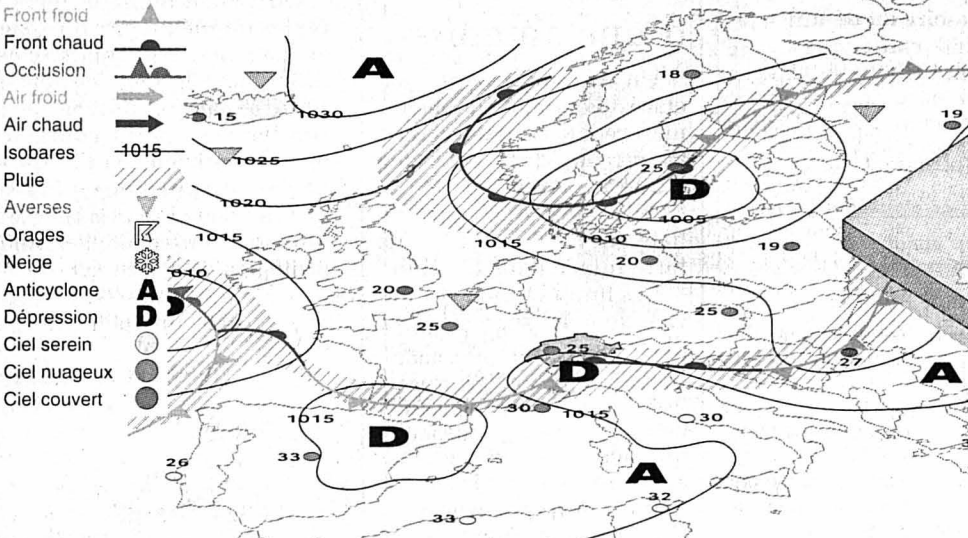 Front froid
Front chaud
Occlusion
Air froid
Air chaud
Isobares 1015
Pluie
Averses
Orages
Neige
Anticyclone A
Dépression D
Ciel serein
Ciel nuageux
Ciel couvert
A
18
15
1030
19
1025
25
D
1020
1005
1015
1015
1010
19
20
010
20
25
25
25
D
27
A
30
1015
30
1015
D
33
26
A
32
33